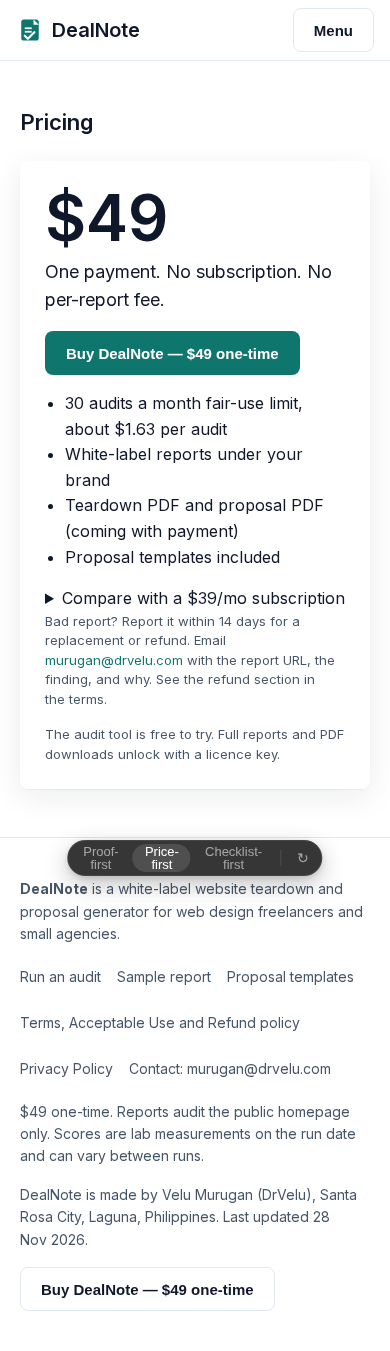 DealNote
Menu
Pricing
$49
One payment. No subscription. No
per-report fee.
Buy DealNote — $49 one-time
• 30 audits a month fair-use limit,
about $1.63 per audit
• White-label reports under your
brand
• Teardown PDF and proposal PDF
(coming with payment)
• Proposal templates included
▶ Compare with a $39/mo subscription
Bad report? Report it within 14 days for a
replacement or refund. Email
murugan@drvelu.com with the report URL, the
finding, and why. See the refund section in
the terms.
The audit tool is free to try. Full reports and PDF
downloads unlock with a licence key.
Proof-
first
Price-
first
Checklist-
first
↻
DealNote is a white-label website teardown and
proposal generator for web design freelancers and
small agencies.
Run an audit Sample report Proposal templates
Terms, Acceptable Use and Refund policy
Privacy Policy Contact: murugan@drvelu.com
$49 one-time. Reports audit the public homepage
only. Scores are lab measurements on the run date
and can vary between runs.
DealNote is made by Velu Murugan (DrVelu), Santa
Rosa City, Laguna, Philippines. Last updated 28
Nov 2026.
Buy DealNote — $49 one-time